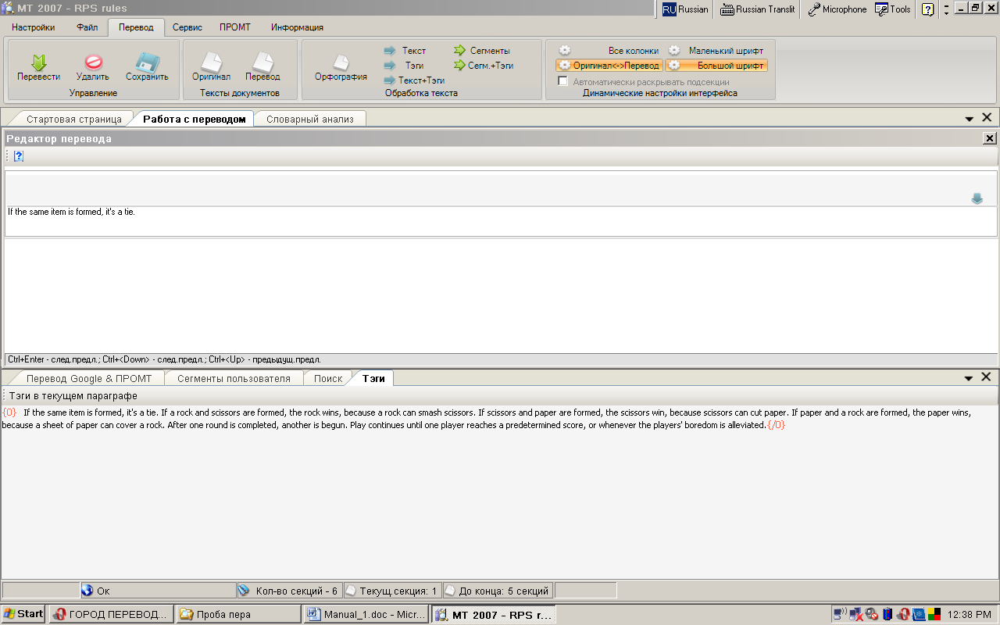 MT 2007 - RPS rules
RU Russian Russian Translit Microphone Tools
Настройки Файл Перевод Сервис ПРОМТ Информация
Текст Сегменты Все колонки Маленький шрифт
Тэги Сегм.+Тэги Оригинал<->Перевод Большой шрифт
Перевести Удалить Сохранить Оригинал Перевод Орфография Текст+Тэги Автоматически раскрывать подсекции
Управление Тексты документов Обработка текста Динамические настройки интерфейса
Стартовая страница Работа с переводом Словарный анализ
Редактор перевода
If the same item is formed, it's a tie.
Ctrl+Enter - след.предл.; Ctrl+<Down> - след.предл.; Ctrl+<Up> - предыдущ.предл.
Перевод Google & ПРОМТ Сегменты пользователя Поиск Тэги
Тэги в текущем параграфе
{0} If the same item is formed, it's a tie. If a rock and scissors are formed, the rock wins, because a rock can smash scissors. If scissors and paper are formed, the scissors win, because scissors can cut paper. If paper and a rock are formed, the paper wins,
because a sheet of paper can cover a rock. After one round is completed, another is begun. Play continues until one player reaches a predetermined score, or whenever the players' boredom is alleviated.{/0}
Ок Кол-во секций - 6 Текущ.секция: 1 До конца: 5 секций
Start ГОРОД ПЕРЕВОД... Проба пера Manual_1.doc - Micr... MT 2007 - RPS r... 12:38 PM